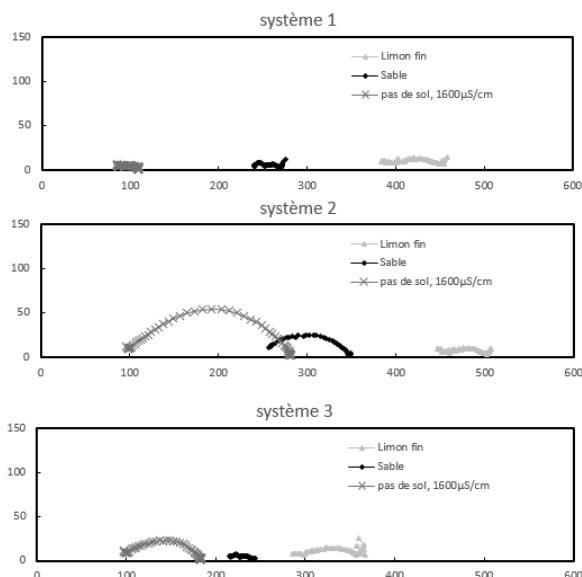 système 1
150
Limon fin
Sable
100
pas de sol, 1600µS/cm
50
0
0 100 200 300 400 500 600
système 2
150
Limon fin
Sable
100
pas de sol, 1600µS/cm
50
0
0 100 200 300 400 500 600
système 3
150
Limon fin
Sable
100
pas de sol, 1600µS/cm
50
0
0 100 200 300 400 500 600